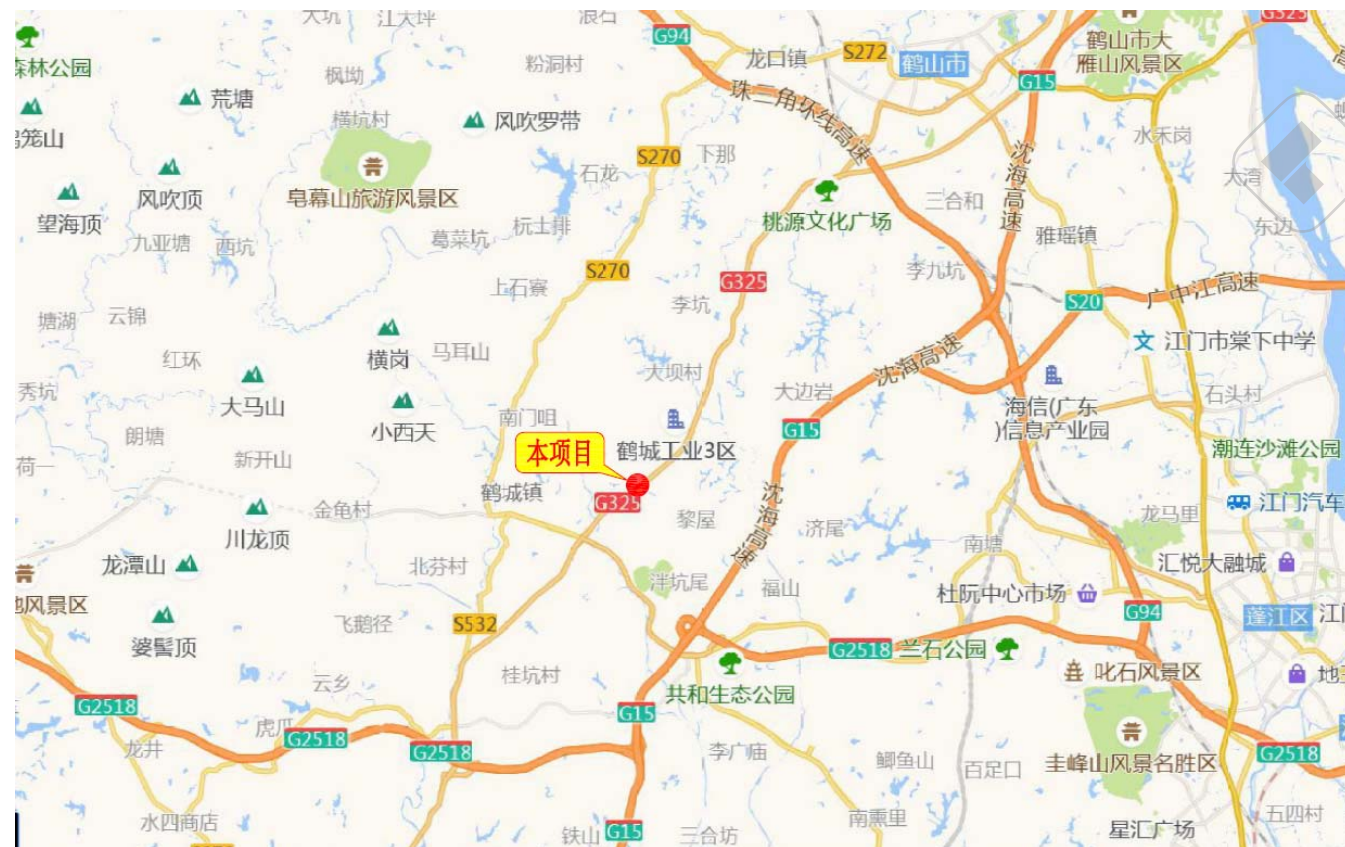 大坑
江大坪
浪石
G325
G94
鹤山市大
雁山风景区
森林公园
枫坳
粉洞村
龙口镇
S272
鹤山市
G15
荒塘
横坑村
风吹罗带
珠三角环线高速
水禾岗
笼山
S270
下那
沈海高速
风吹顶
皂幕山旅游风景区
石龙
三合和
大湾
望海顶
桃源文化广场
东边
九亚塘
西坑
葛菜坑
杬土排
雅瑶镇
S270
李九坑
上石寮
G325
广中江高速
李坑
S20
塘湖
云锦
横岗
马耳山
沈海高速
江门市棠下中学
红环
大坝村
秀坑
大马山
大边岩
石头村
小西天
南门咀
海信(广东
)信息产业园
朗塘
本项目
鹤城工业3区
G15
潮连沙滩公园
荷一
新开山
鹤城镇
G325
沈海高速
江门汽车
金龟村
黎屋
济尾
龙马里
川龙顶
南塘
龙潭山
北芬村
泮坑尾
福山
汇悦大融城
风景区
杜阮中心市场
G94
婆髻顶
飞鹅径
S532
蓬江区
江门
G2518
兰石公园
桂坑村
叱石风景区
云乡
共和生态公园
G2518
G15
虎爪
G2518
G2518
龙井
李广庙
鲫鱼山
百足口
圭峰山风景名胜区
G2518
水四商店
南熏里
五四村
铁山
G15
三合坊
星汇广场